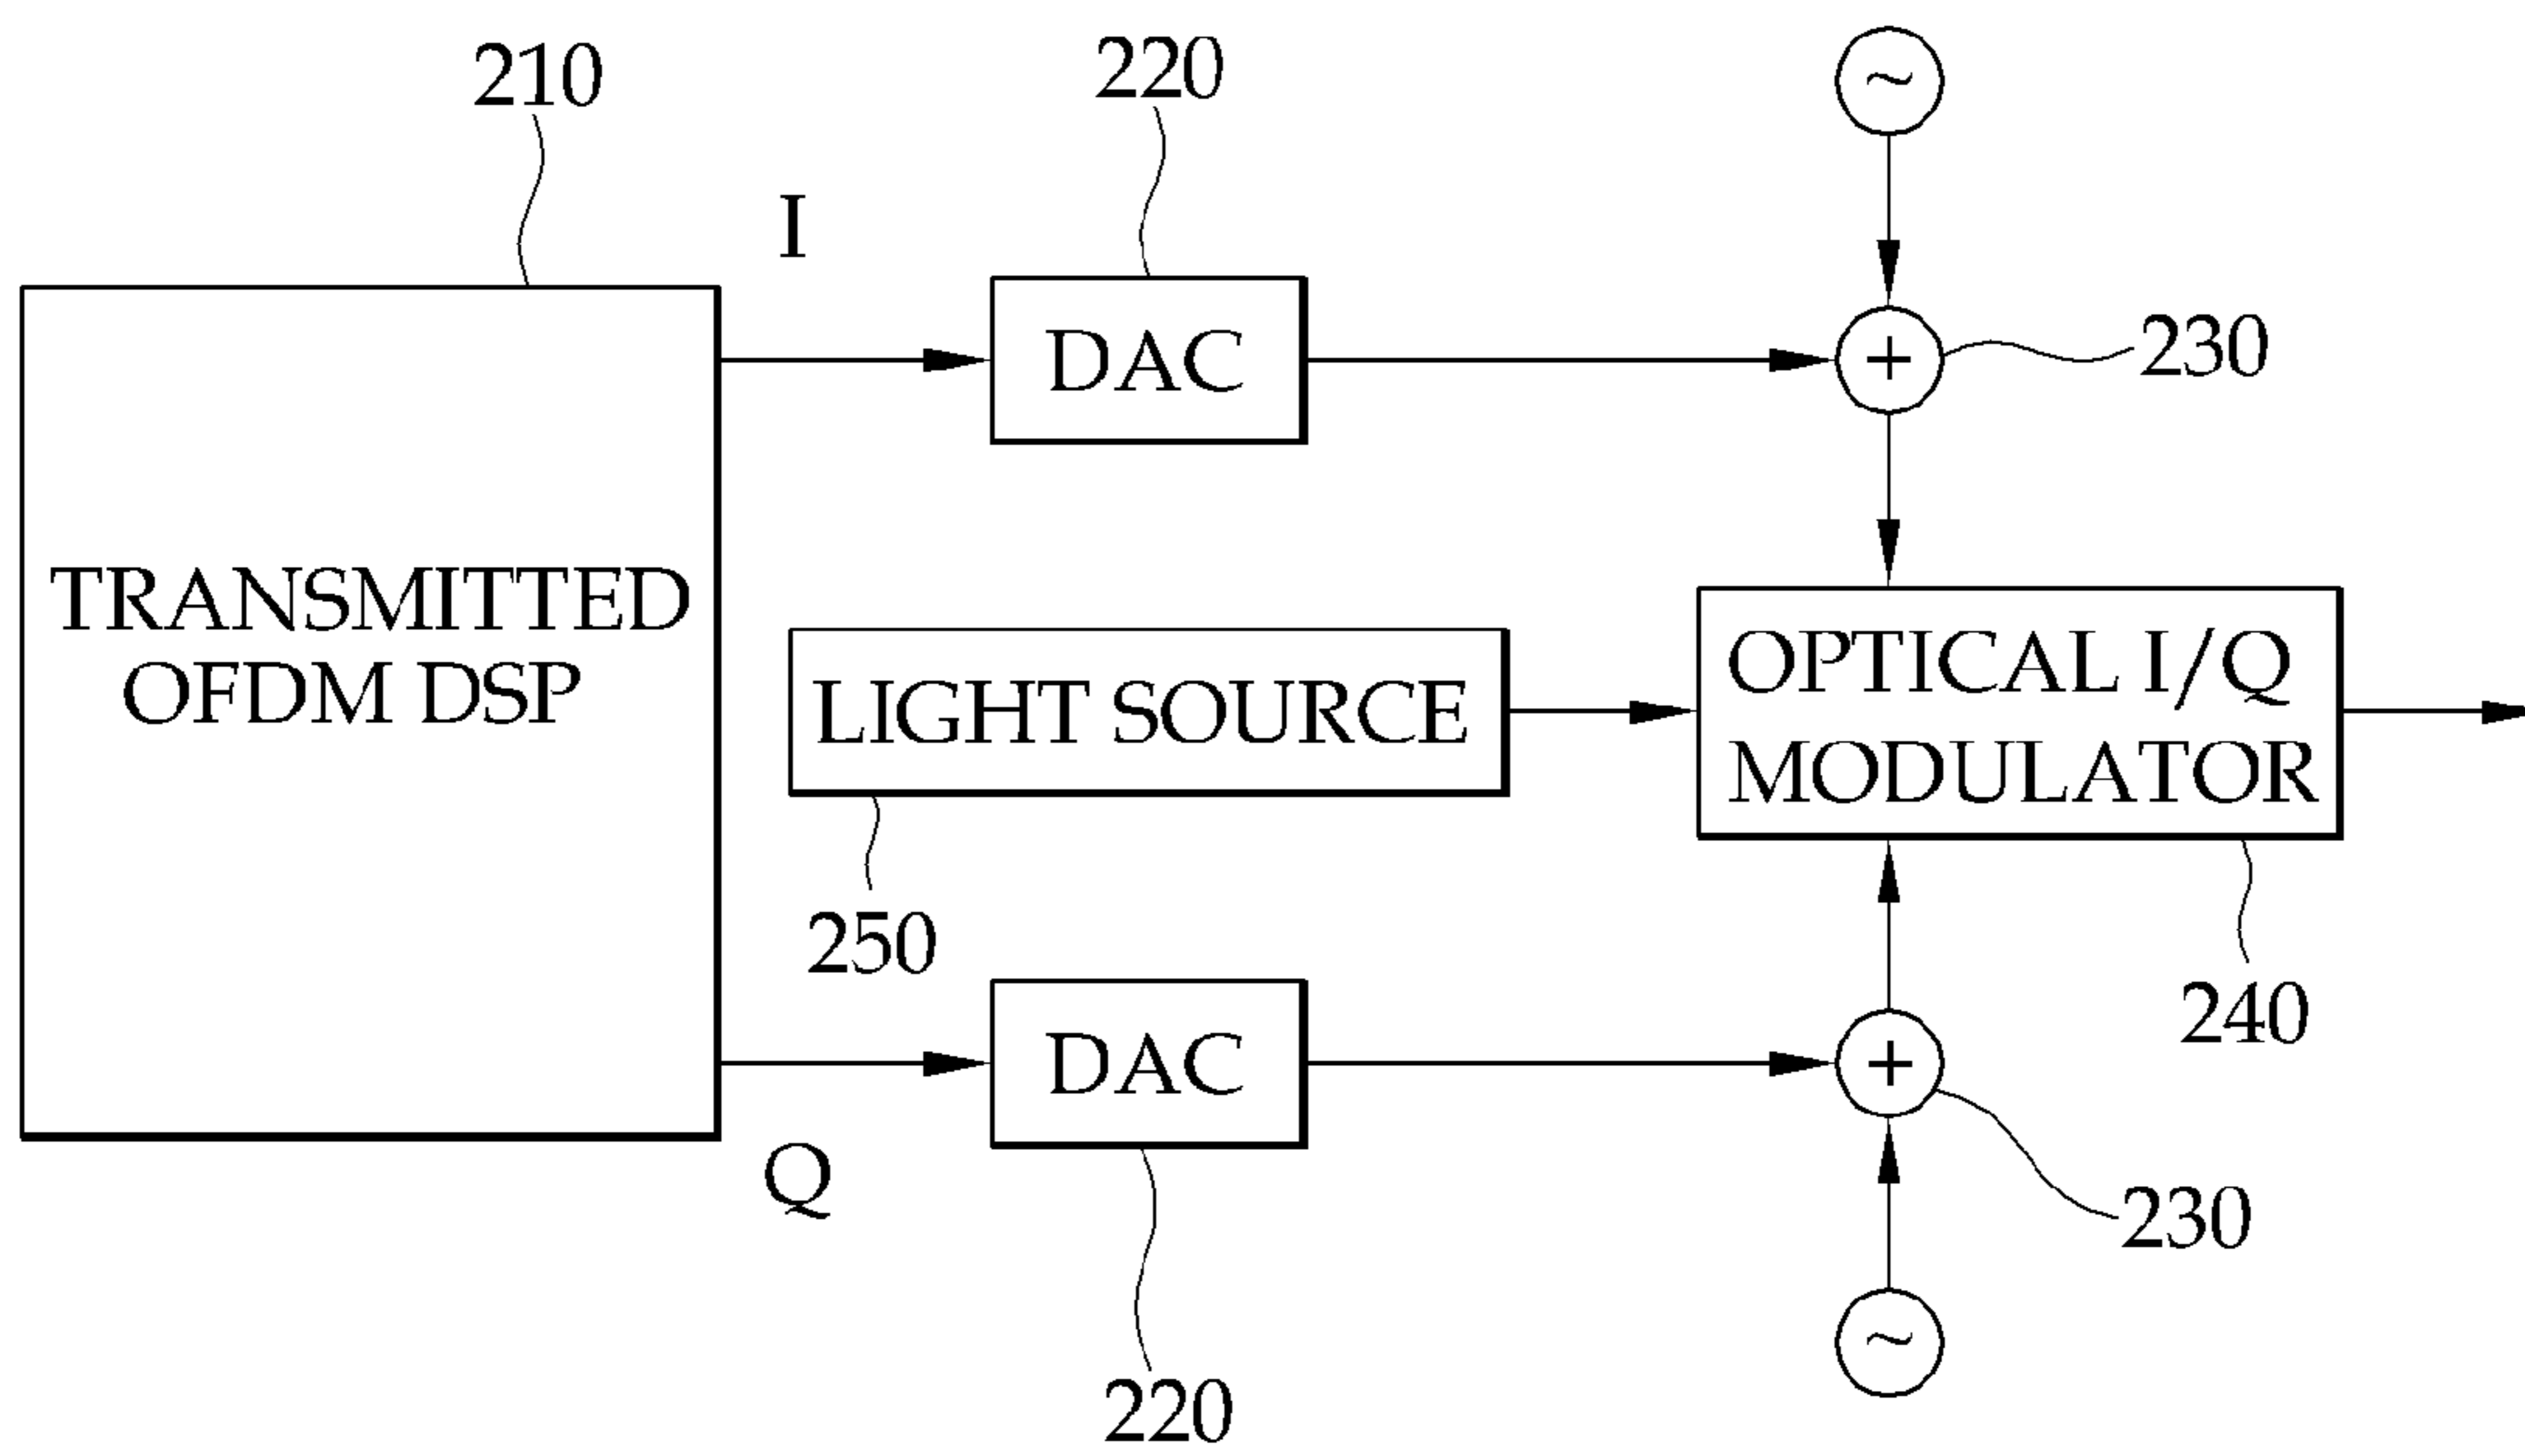 210
220
~
I
DAC
+
230
TRANSMITTED
OFDM DSP
LIGHT SOURCE
OPTICAL I/Q
MODULATOR
250
240
DAC
+
Q
230
~
220